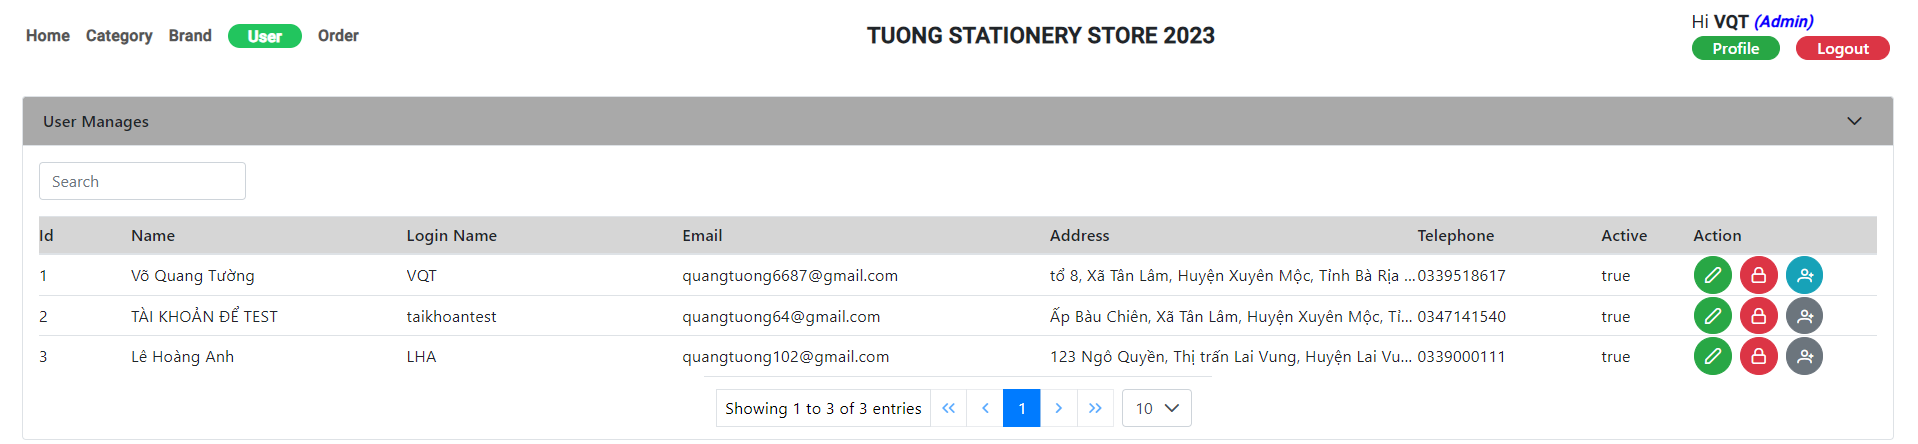 Home Category Brand User Order
TUONG STATIONERY STORE 2023
Hi VQT (Admin)
Profile Logout
User Manages
Search
Id Name Login Name Email Address Telephone Active Action
1 Võ Quang Tường VQT quangtuong6687@gmail.com tổ 8, Xã Tân Lâm, Huyện Xuyên Mộc, Tỉnh Bà Rịa ... 0339518617 true
2 TÀI KHOẢN ĐỂ TEST taikhoantest quangtuong64@gmail.com Ấp Bàu Chiên, Xã Tân Lâm, Huyện Xuyên Mộc, Tỉ... 0347141540 true
3 Lê Hoàng Anh LHA quangtuong102@gmail.com 123 Ngô Quyền, Thị trấn Lai Vung, Huyện Lai Vu... 0339000111 true
Showing 1 to 3 of 3 entries « ‹ 1 › » 10